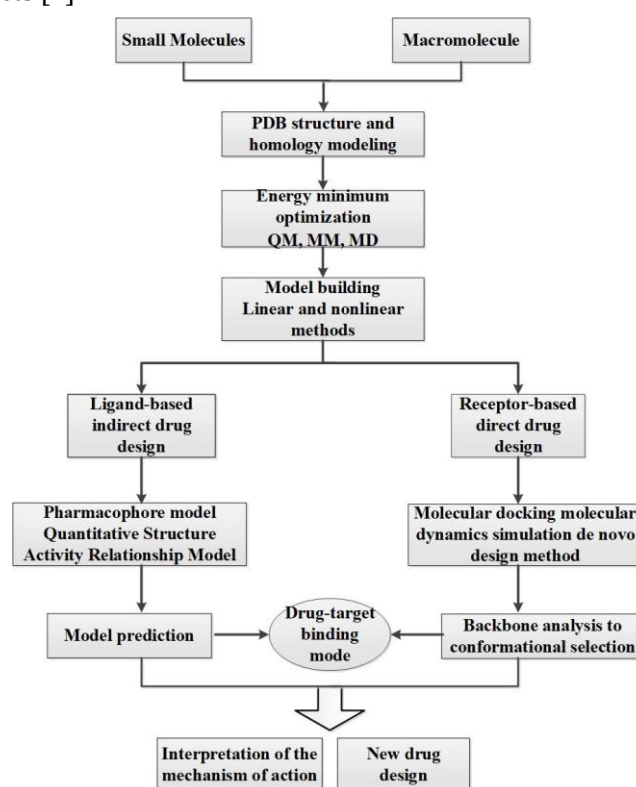 Small Molecules
Macromolecule
PDB structure and
homology modeling
Energy minimum
optimization
QM, MM, MD
Model building
Linear and nonlinear
methods
Ligand-based
indirect drug
design
Receptor-based
direct drug
design
Pharmacophore model
Quantitative Structure
Activity Relationship Model
Molecular docking molecular
dynamics simulation de novo
design method
Model prediction
Drug-target
binding
mode
Backbone analysis to
conformational selection
Interpretation of the
mechanism of action
New drug
design